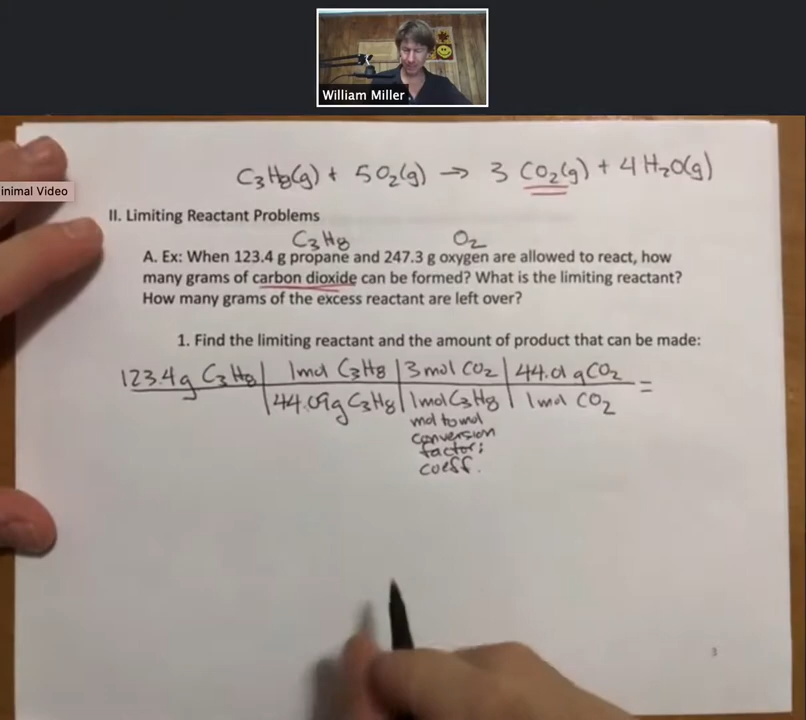 William Miller
C3H8(g) + 5O2(g) → 3 CO2(g) + 4H2O(g)
inimal Video
II. Limiting Reactant Problems
C3H8 O2
A. Ex: When 123.4 g propane and 247.3 g oxygen are allowed to react, how
many grams of carbon dioxide can be formed? What is the limiting reactant?
How many grams of the excess reactant are left over?
1. Find the limiting reactant and the amount of product that can be made:
123.4g C3H8 | 1mol C3H8 | 3mol CO2 | 44.01 gCO2 =
44.09g C3H8 | 1mol C3H8 | 1mol CO2
mol to mol
conversion
factor:
coeff.
3